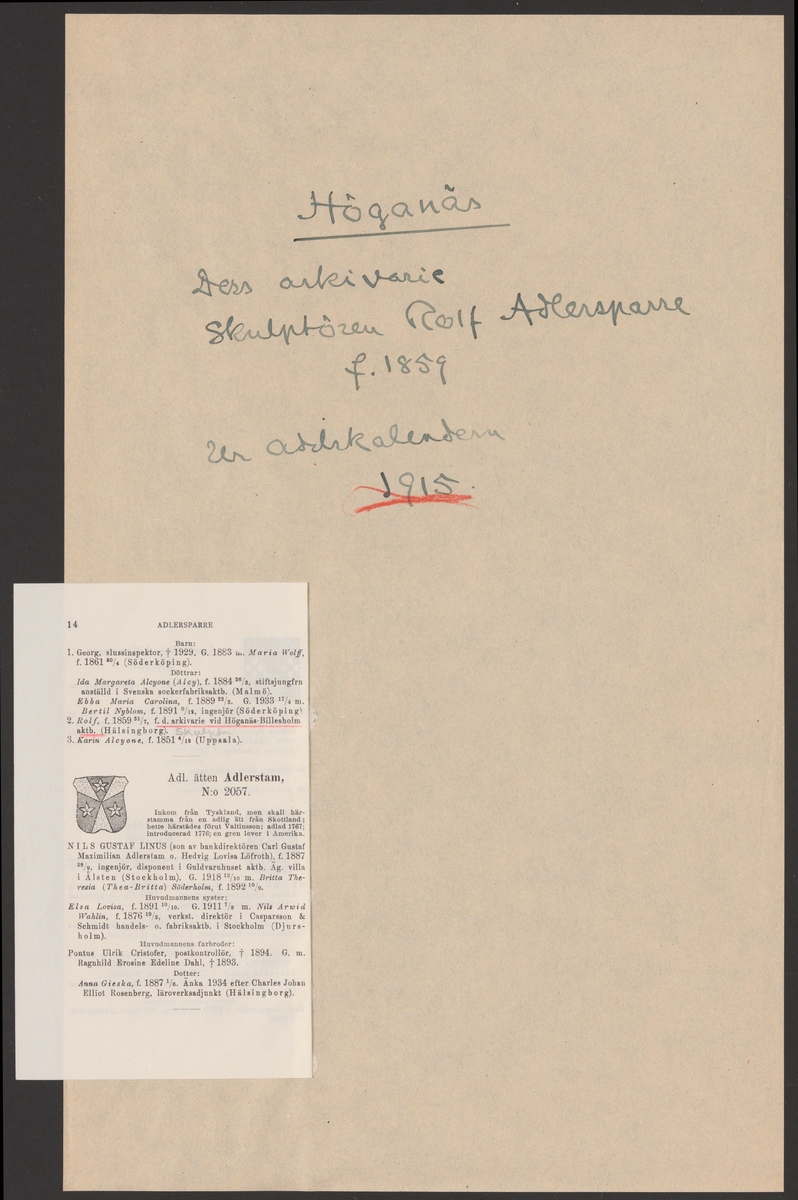 Höganäs
Dess arkivarie
Skulptören Rolf Adlersparre
f. 1859
Ur adelskalendern
1915.
14 ADLERSPARRE
Barn:
1. Georg, slussinspektor, † 1929. G. 1883 m. Maria Wolff,
f. 1861 30/4 (Söderköping).
Döttrar:
Ida Margareta Alcyone (Alcy), f. 1884 26/3, stiftsjungfru
anställd i Svenska sockerfabriksaktb. (Malmö).
Ebba Maria Carolina, f. 1889 23/2. G. 1933 17/4 m.
Bertil Nyblom, f. 1891 9/12, ingenjör (Söderköping)
2. Rolf, f. 1859 21/7, f. d. arkivarie vid Höganäs-Billesholm
aktb. (Hälsingborg). Skulptör
3. Karin Alcyone, f. 1851 4/12 (Uppsala).
Adl. ätten Adlerstam,
N:o 2057.
Inkom från Tyskland, men skall här-
stamma från en adlig ätt från Skottland;
hette härstädes förut Valtinsson; adlad 1767;
introducerad 1776; en gren lever i Amerika.
NILS GUSTAF LINUS (son av bankdirektören Carl Gustaf
Maximilian Adlerstam o. Hedvig Lovisa Löfroth), f. 1887
28/9, ingenjör, disponent i Guldvaruhuset aktb. Äg. villa
i Ålsten (Stockholm). G. 1918 12/10 m. Britta The-
resia (Thea-Britta) Söderholm, f. 1892 10/9.
Huvudmannens syster:
Elsa Lovisa, f. 1891 10/10. G. 1911 7/8 m. Nils Arwid
Wahlin, f. 1876 10/3, verkst. direktör i Casparsson &
Schmidt handels- o. fabriksaktb. i Stockholm (Djurs-
holm).
Huvudmannens farbroder:
Pontus Ulrik Cristofer, postkontrollör, † 1894. G. m.
Ragnhild Erosine Edeline Dahl, † 1893.
Dotter:
Anna Gieska, f. 1887 1/6. Änka 1934 efter Charles Johan
Elliot Rosenberg, läroverksadjunkt (Hälsingborg).